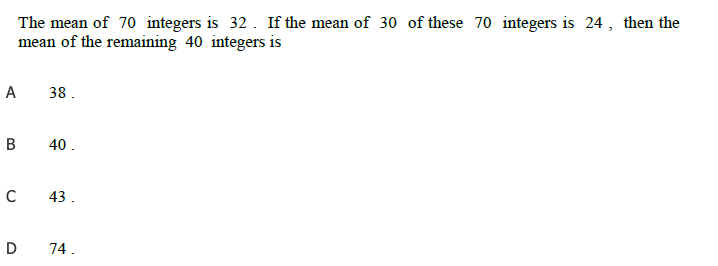 The mean of 70 integers is 32 . If the mean of 30 of these 70 integers is 24 , then the
mean of the remaining 40 integers is
A 38 .
B 40 .
C 43 .
D 74 .